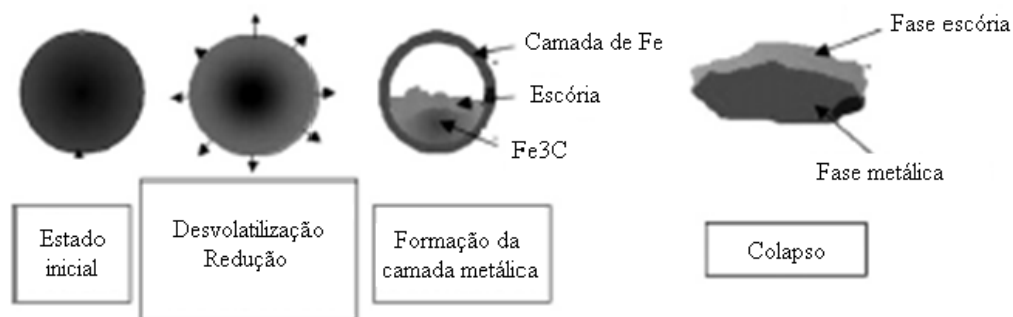 Camada de Fe
Escória
Fe3C
Fase escória
Fase metálica
Estado
inicial
Desvolatilização
Redução
Formação da
camada metálica
Colapso